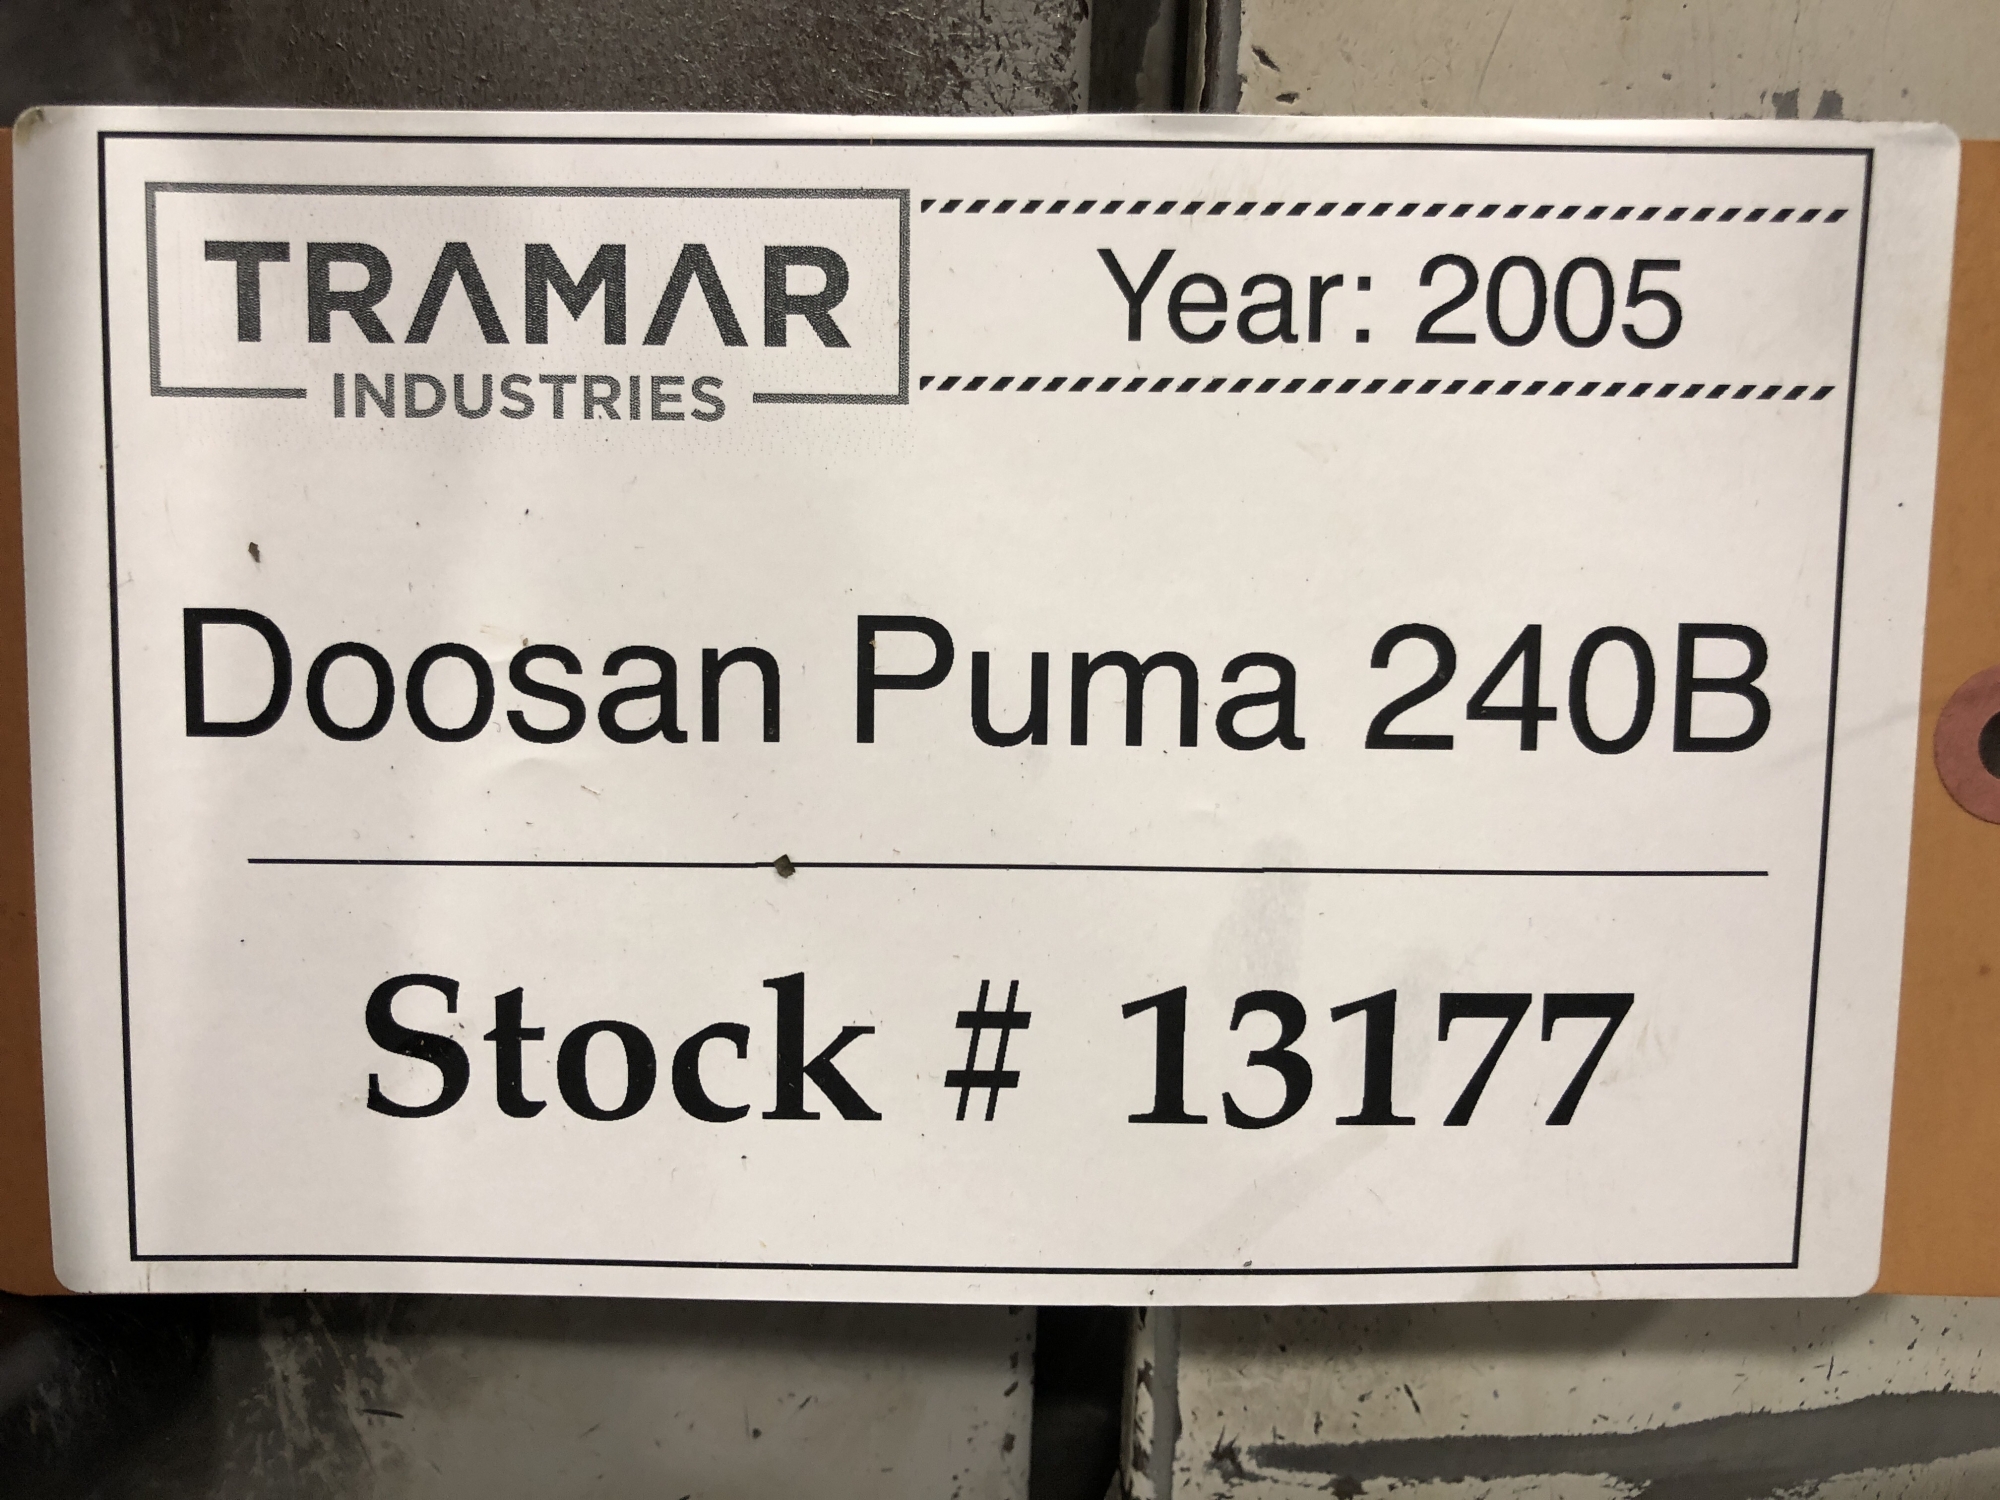 TRAMAR
INDUSTRIES
Year: 2005
Doosan Puma 240B
Stock # 13177